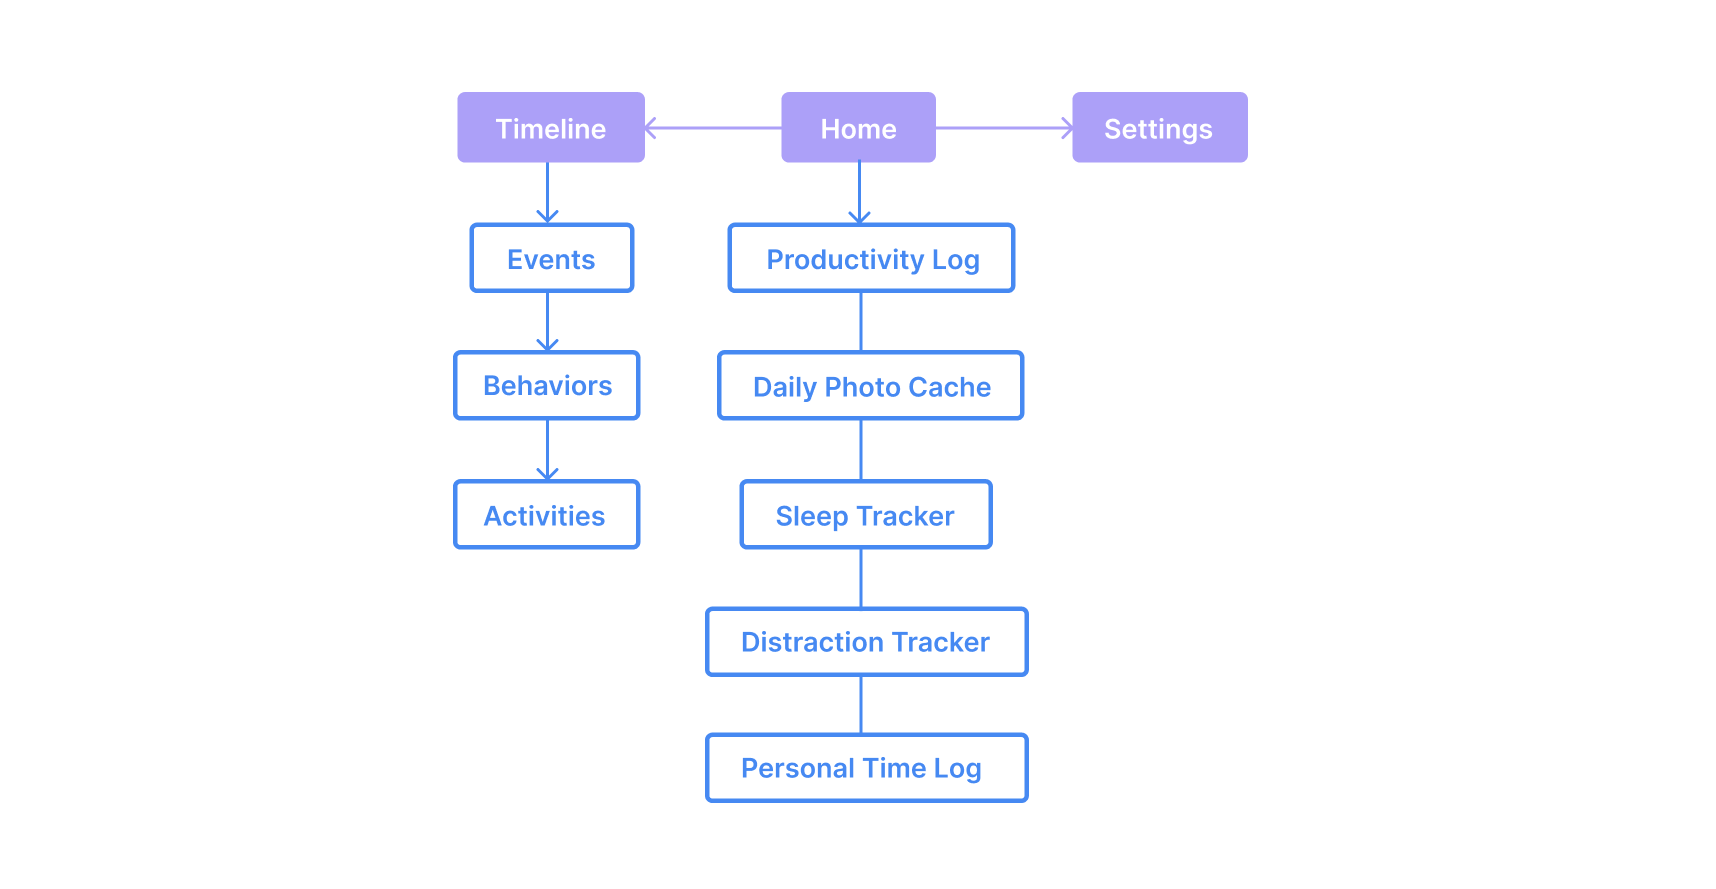 Timeline
Home
Settings
Events
Productivity Log
Behaviors
Daily Photo Cache
Activities
Sleep Tracker
Distraction Tracker
Personal Time Log